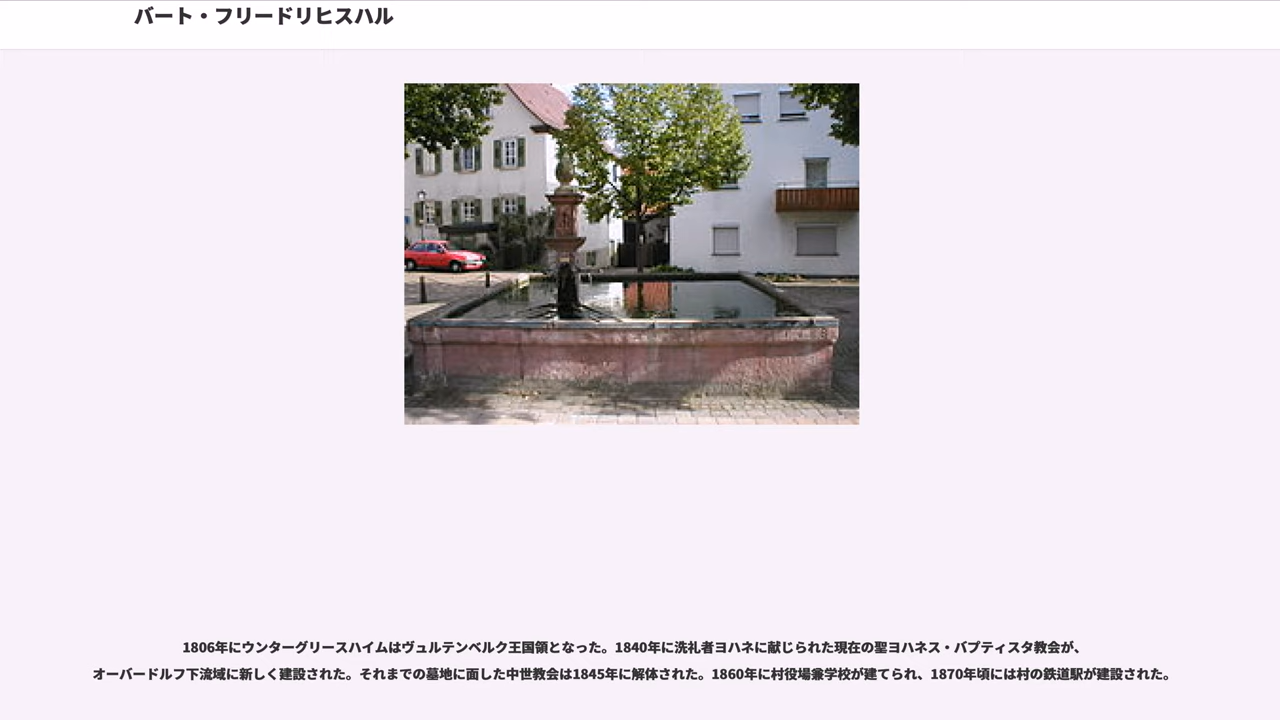 バート・フリードリヒスハル
1806年にウンターグリースハイムはヴュルテンベルク王国領となった。1840年に洗礼者ヨハネに献じられた現在の聖ヨハネス・バプティスタ教会が、
オーバードルフ下流域に新しく建設された。それまでの墓地に面した中世教会は1845年に解体された。1860年に村役場兼学校が建てられ、1870年頃には村の鉄道駅が建設された。